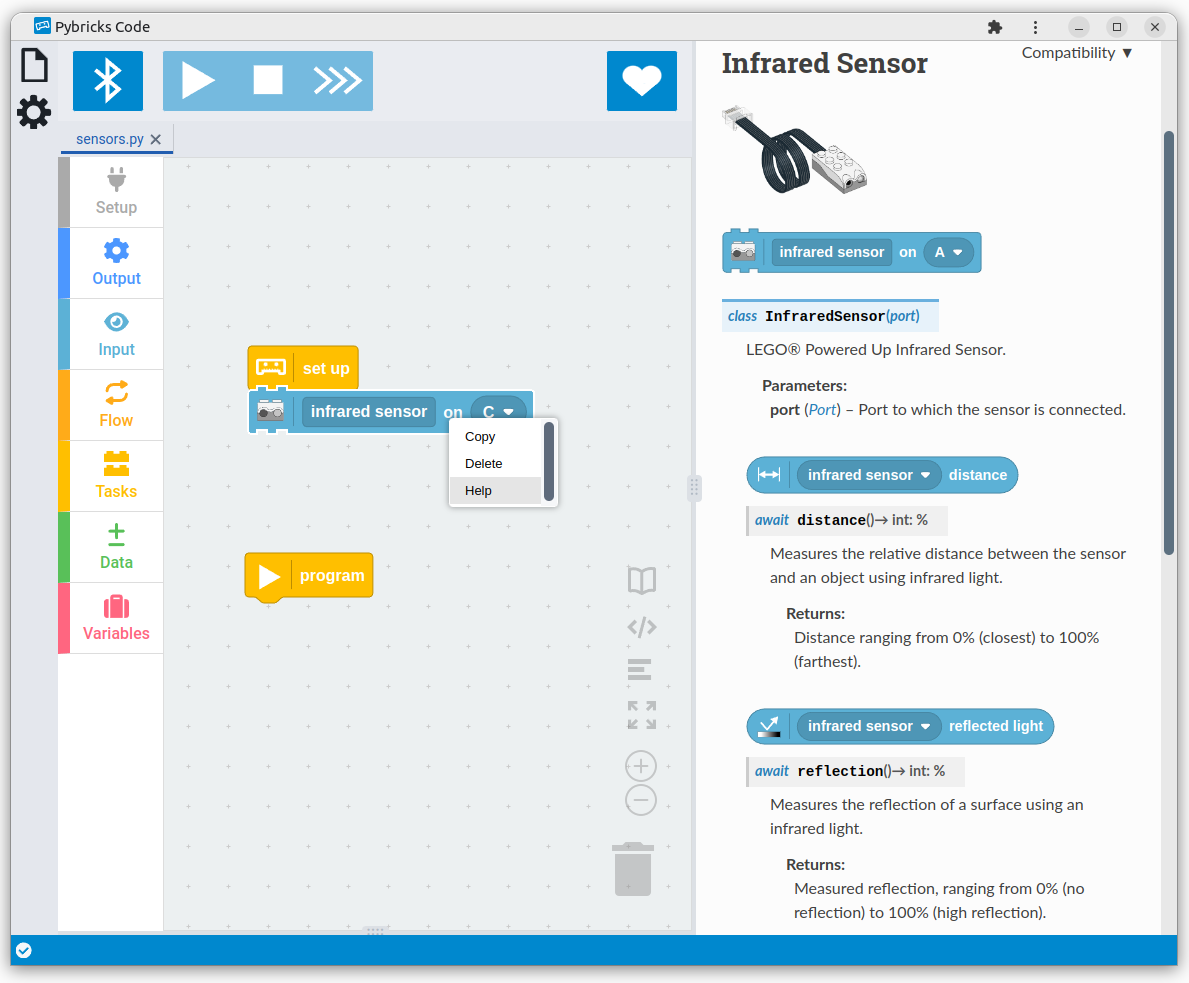 Pybricks Code
sensors.py
Setup
Output
Input
Flow
Tasks
Data
Variables
set up
infrared sensor on C
Copy
Delete
Help
program
Compatibility ▼
Infrared Sensor
infrared sensor on A
class InfraredSensor(port)
LEGO® Powered Up Infrared Sensor.
Parameters:
port (Port) – Port to which the sensor is connected.
infrared sensor distance
await distance()→ int: %
Measures the relative distance between the sensor
and an object using infrared light.
Returns:
Distance ranging from 0% (closest) to 100%
(farthest).
infrared sensor reflected light
await reflection()→ int: %
Measures the reflection of a surface using an
infrared light.
Returns:
Measured reflection, ranging from 0% (no
reflection) to 100% (high reflection).